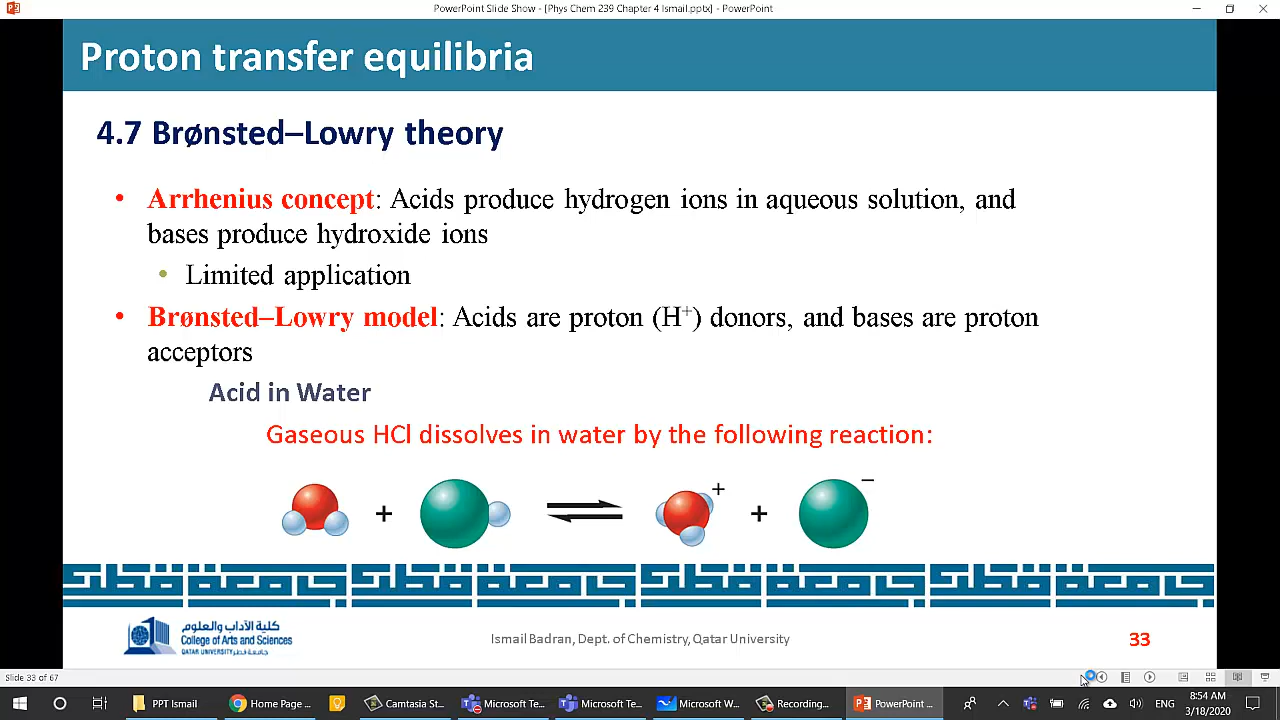 PowerPoint Slide Show - [Phys Chem 239 Chapter 4 Ismail.pptx] - PowerPoint
Proton transfer equilibria
4.7 Brønsted–Lowry theory
• Arrhenius concept: Acids produce hydrogen ions in aqueous solution, and
bases produce hydroxide ions
• Limited application
• Brønsted–Lowry model: Acids are proton (H⁺) donors, and bases are proton
acceptors
Acid in Water
Gaseous HCl dissolves in water by the following reaction:
+ ⇌ + + −
كلية الآداب والعلوم
College of Arts and Sciences
QATAR UNIVERSITY جامعة قطر
Ismail Badran, Dept. of Chemistry, Qatar University
33
Slide 33 of 67
PPT Ismail
Home Page ...
Camtasia St...
Microsoft Te...
Microsoft Te...
Microsoft W...
Recording...
PowerPoint ...
ENG
8:54 AM
3/18/2020